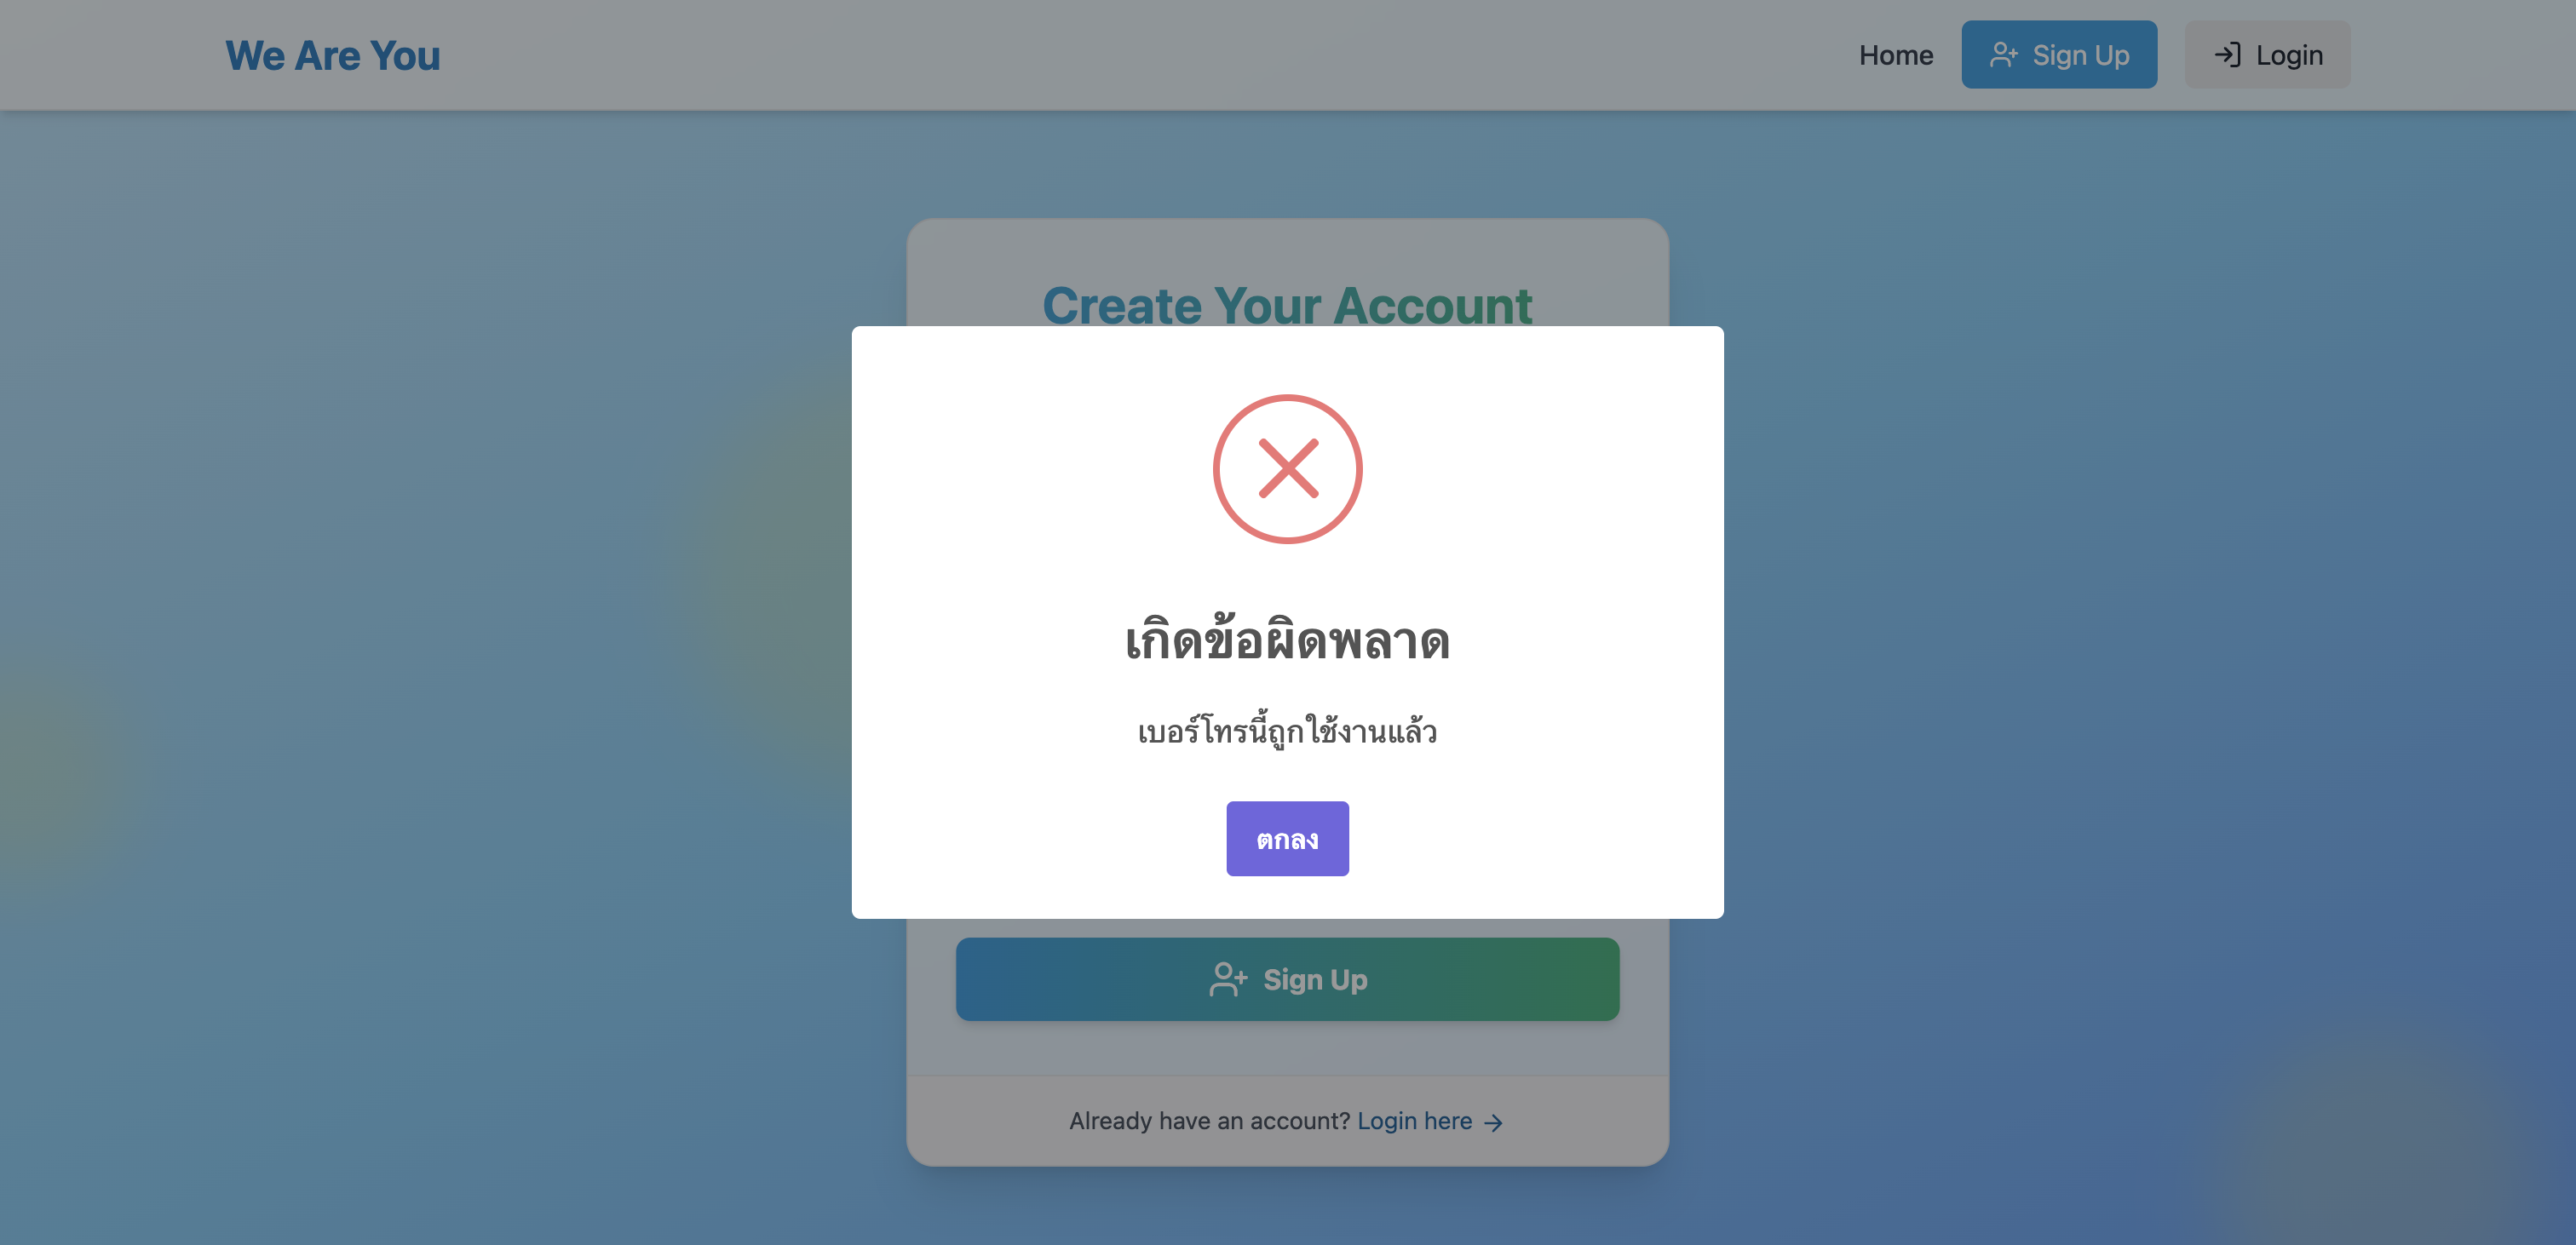 We Are You
Home
Sign Up
Login
Create Your Account
เกิดข้อผิดพลาด
เบอร์โทรนี้ถูกใช้งานแล้ว
ตกลง
Sign Up
Already have an account? Login here →